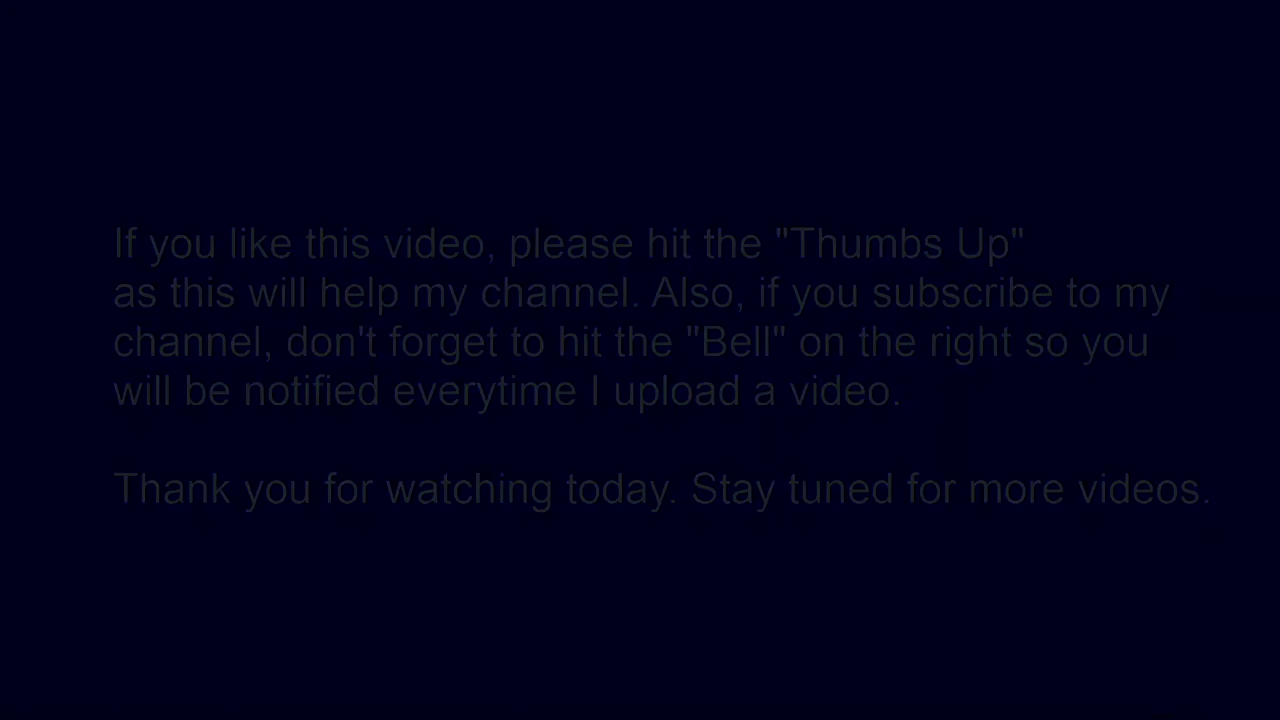 If you like this video, please hit the "Thumbs Up"
as this will help my channel. Also, if you subscribe to my
channel, don't forget to hit the "Bell" on the right so you
will be notified everytime I upload a video.
Thank you for watching today. Stay tuned for more videos.